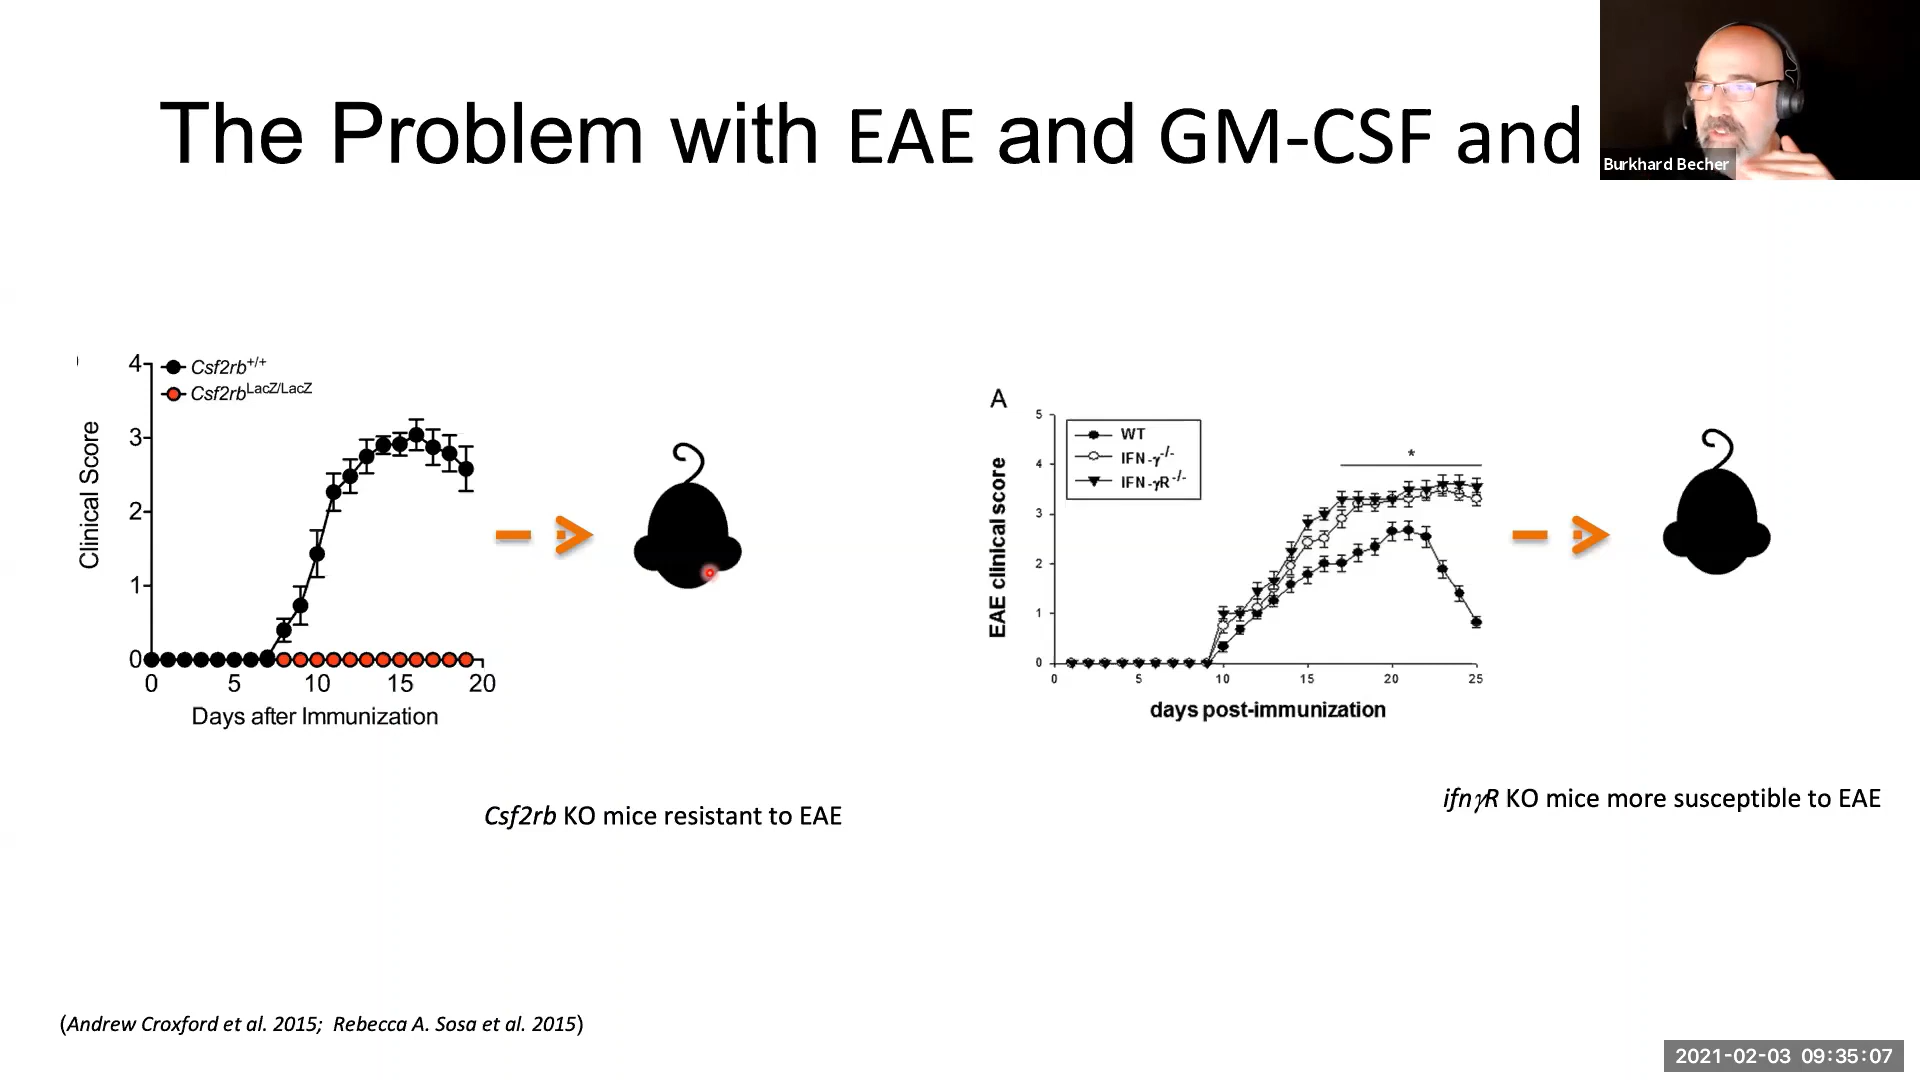 The Problem with EAE and GM-CSF and
Burkhard Becher
4
3
2
1
0
Clinical Score
Csf2rb+/+
Csf2rbLacZ/LacZ
0 5 10 15 20
Days after Immunization
Csf2rb KO mice resistant to EAE
A
5
4
3
2
1
0
EAE clinical score
WT
IFN-γ-/-
IFN-γR-/-
*
0 5 10 15 20 25
days post-immunization
ifnγR KO mice more susceptible to EAE
(Andrew Croxford et al. 2015; Rebecca A. Sosa et al. 2015)
2021-02-03 09:35:07